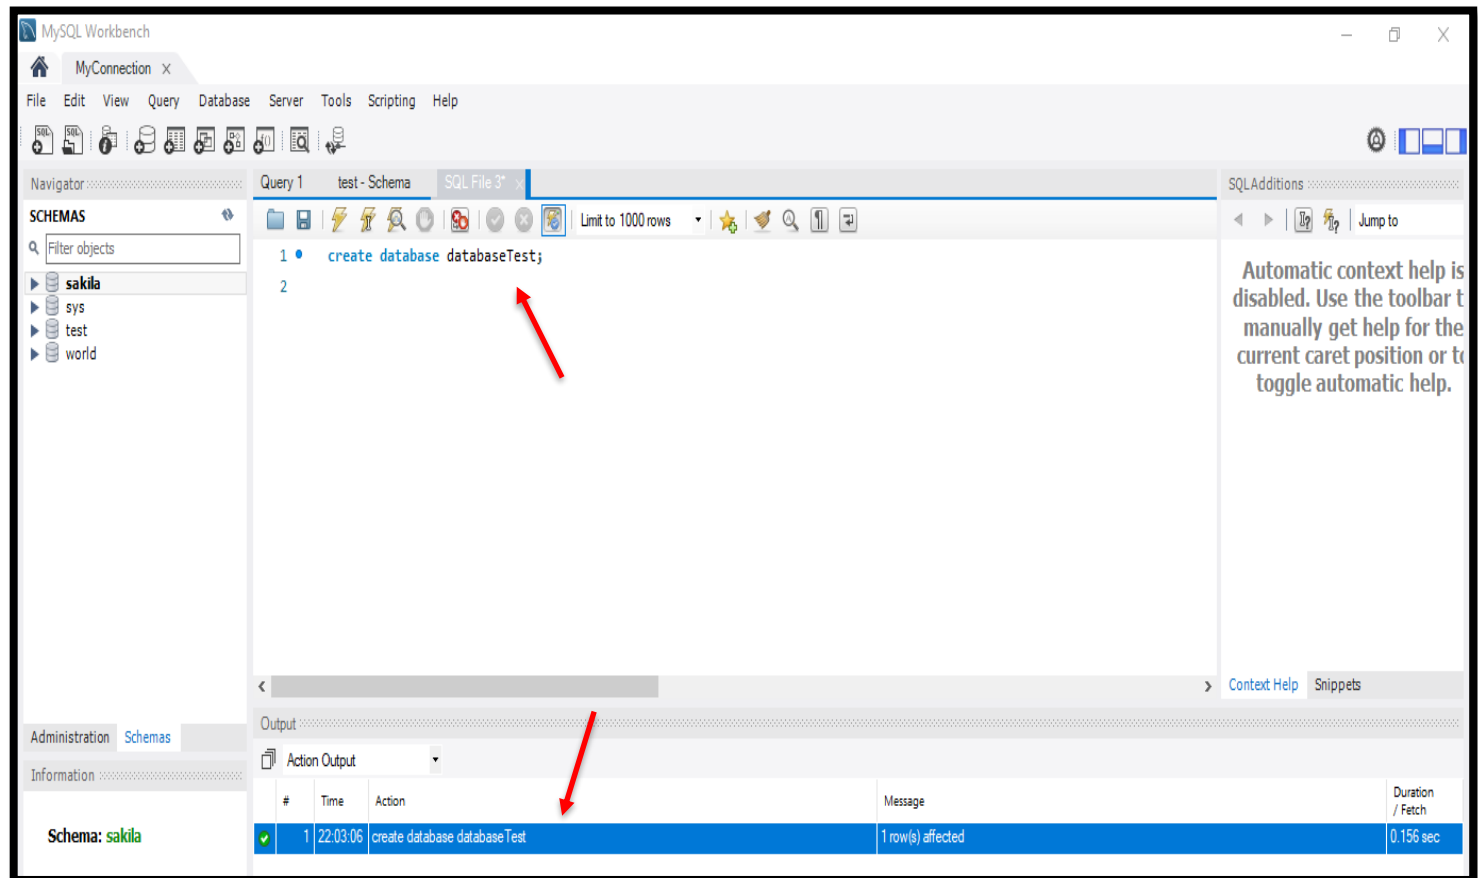 MySQL Workbench
MyConnection
File Edit View Query Database Server Tools Scripting Help
Navigator
SCHEMAS
Filter objects
sakila
sys
test
world
Administration Schemas
Information
Schema: sakila
Query 1 test - Schema SQL File 3*
Limit to 1000 rows
1 create database databaseTest;
2
Output
Action Output
# Time Action Message Duration / Fetch
1 22:03:06 create database databaseTest 1 row(s) affected 0.156 sec
SQLAdditions
Jump to
Automatic context help is
disabled. Use the toolbar t
manually get help for the
current caret position or to
toggle automatic help.
Context Help Snippets